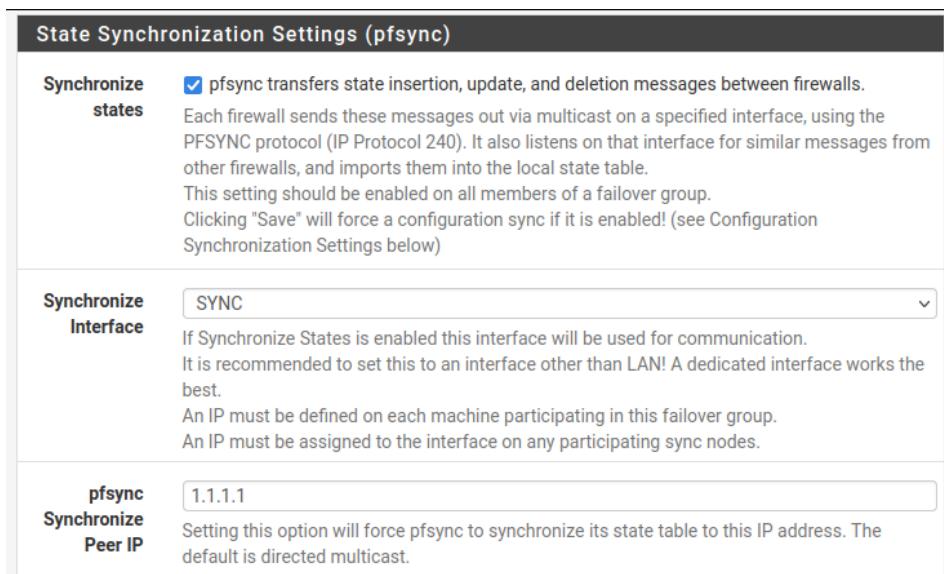 State Synchronization Settings (pfsync)
Synchronize states
pfsync transfers state insertion, update, and deletion messages between firewalls.
Each firewall sends these messages out via multicast on a specified interface, using the
PFSYNC protocol (IP Protocol 240). It also listens on that interface for similar messages from
other firewalls, and imports them into the local state table.
This setting should be enabled on all members of a failover group.
Clicking "Save" will force a configuration sync if it is enabled! (see Configuration
Synchronization Settings below)
Synchronize
Interface
SYNC
If Synchronize States is enabled this interface will be used for communication.
It is recommended to set this to an interface other than LAN! A dedicated interface works the
best.
An IP must be defined on each machine participating in this failover group.
An IP must be assigned to the interface on any participating sync nodes.
pfsync
Synchronize
Peer IP
1.1.1.1
Setting this option will force pfsync to synchronize its state table to this IP address. The
default is directed multicast.